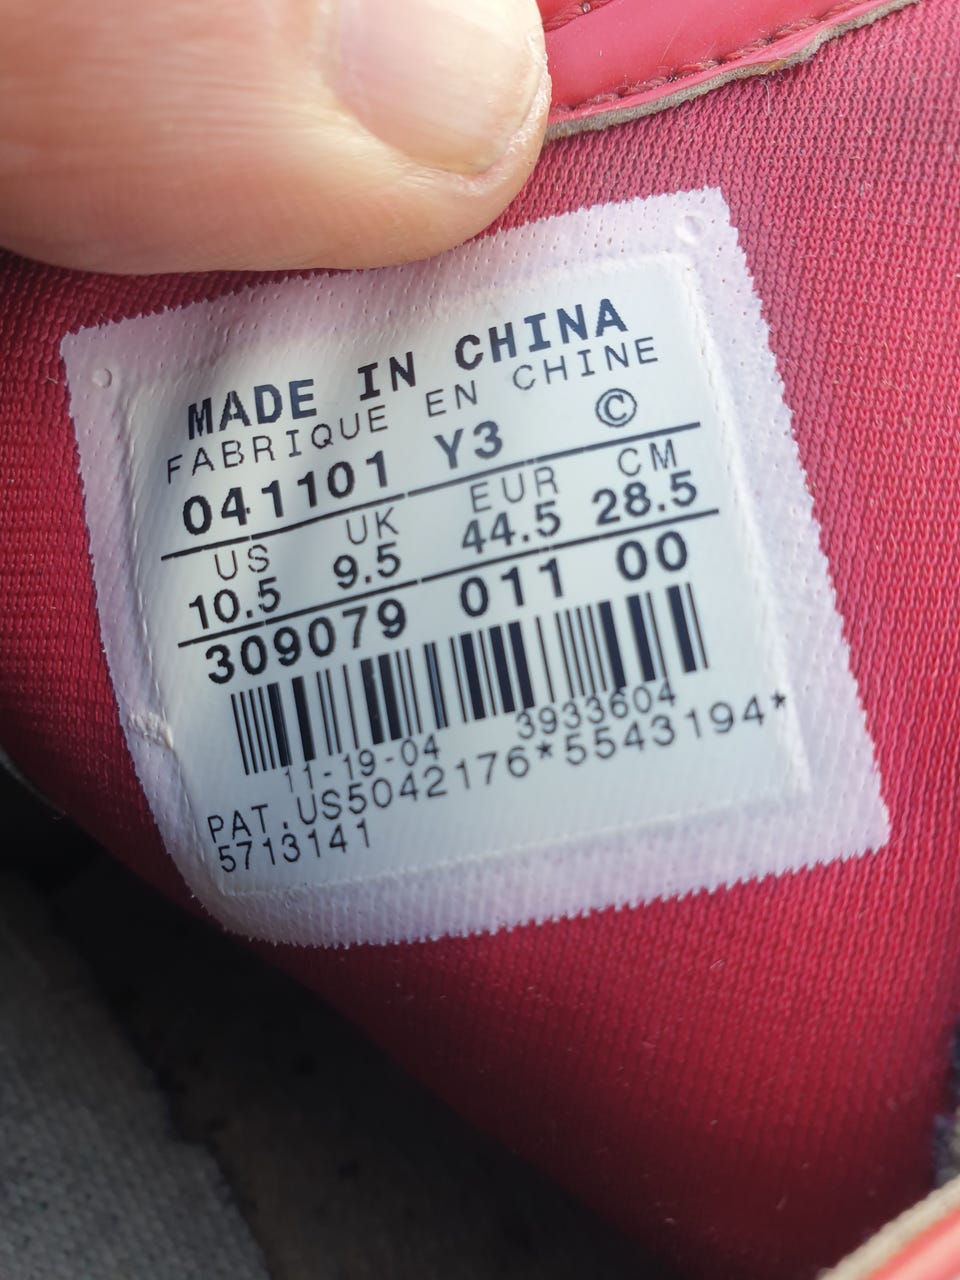 MADE IN CHINA
FABRIQUE EN CHINE
041101 Y3 ©
US UK EUR CM
10.5 9.5 44.5 28.5
309079 011 00
11-19-04 3933604
PAT.US5042176*5543194*
5713141